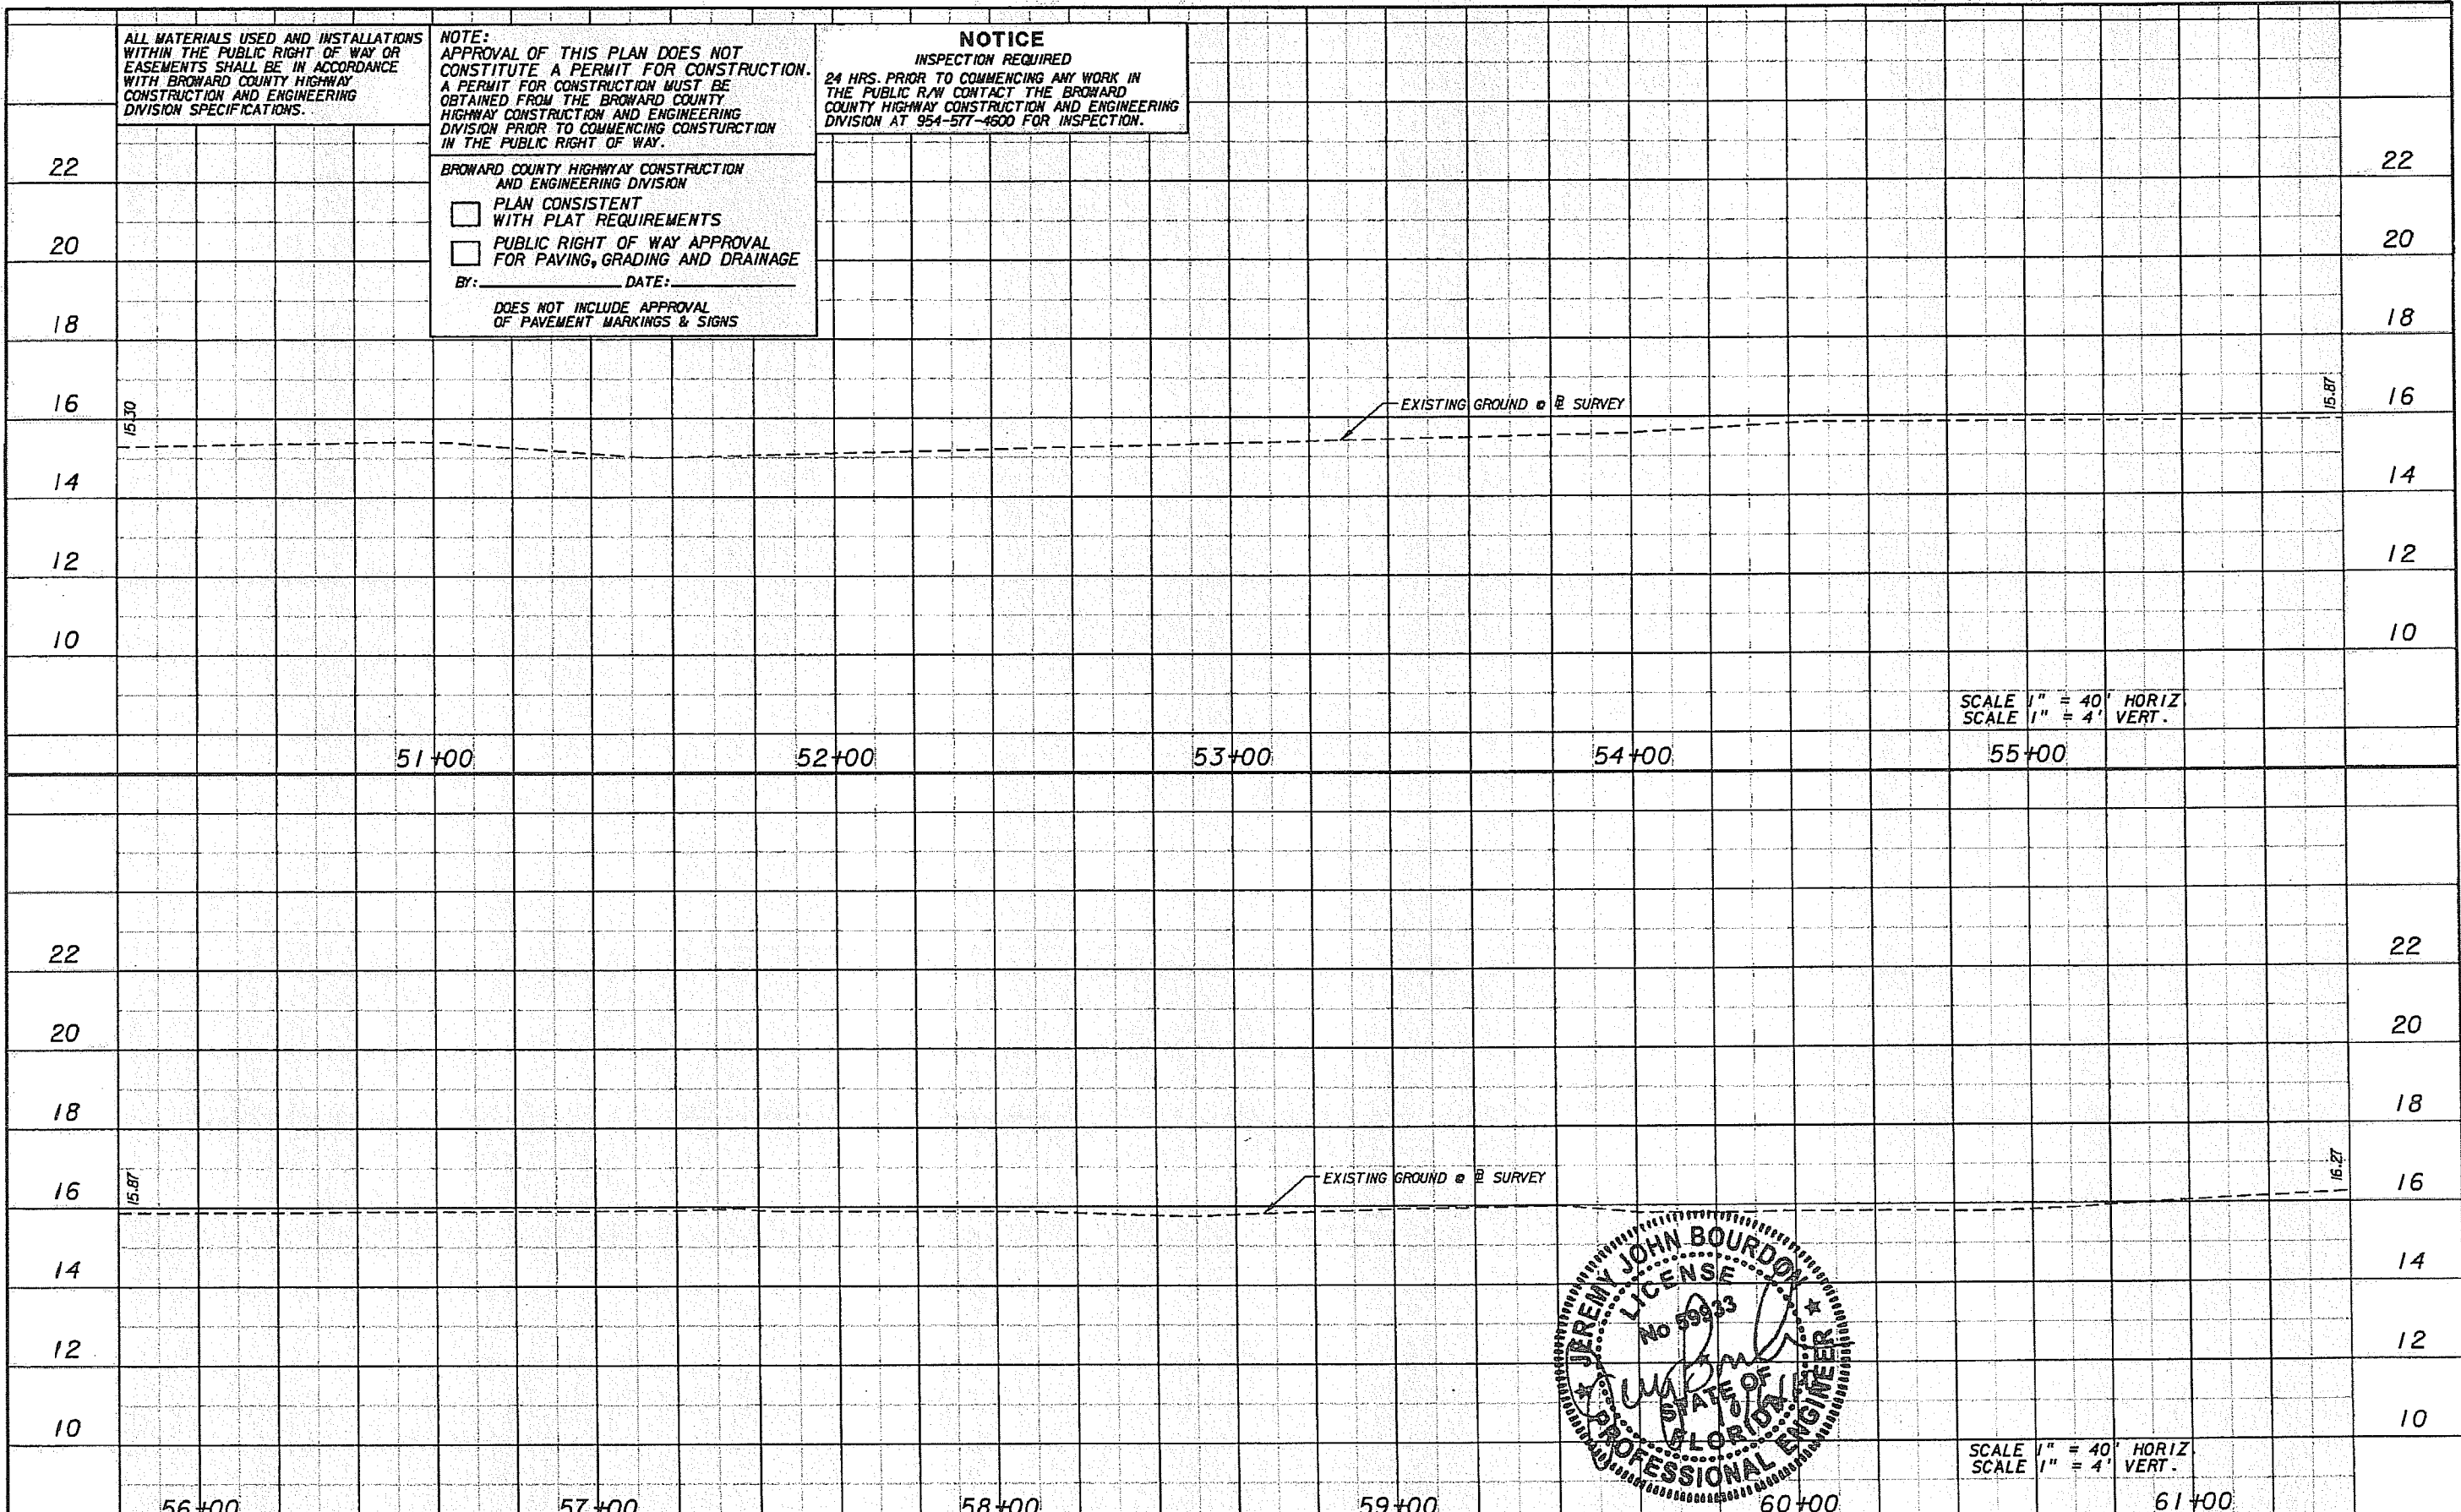 ALL MATERIALS USED AND INSTALLATIONS
WITHIN THE PUBLIC RIGHT OF WAY OR
EASEMENTS SHALL BE IN ACCORDANCE
WITH BROWARD COUNTY HIGHWAY
CONSTRUCTION AND ENGINEERING
DIVISION SPECIFICATIONS.
NOTE:
APPROVAL OF THIS PLAN DOES NOT
CONSTITUTE A PERMIT FOR CONSTRUCTION.
A PERMIT FOR CONSTRUCTION MUST BE
OBTAINED FROM THE BROWARD COUNTY
HIGHWAY CONSTRUCTION AND ENGINEERING
DIVISION PRIOR TO COMMENCING CONSTURCTION
IN THE PUBLIC RIGHT OF WAY.
BROWARD COUNTY HIGHWYAY CONSTRUCTION
AND ENGINEERING DIVISION
PLAN CONSISTENT
WITH PLAT REQUIREMENTS
PUBLIC RIGHT OF WAY APPROVAL
FOR PAVING, GRADING AND DRAINAGE
BY: DATE:
DOES NOT INCLUDE APPROVAL
OF PAVEMENT MARKINGS & SIGNS
NOTICE
INSPECTION REQUIRED
24 HRS. PRIOR TO COMMENCING ANY WORK IN
THE PUBLIC R/W CONTACT THE BROWARD
COUNTY HIGHWAY CONSTRUCTION AND ENGINEERING
DIVISION AT 954-577-4600 FOR INSPECTION.
22 22
20 20
18 18
16 15.30 EXISTING GROUND @ ℄ SURVEY 15.87 16
14 14
12 12
10 10
SCALE 1" = 40' HORIZ.
SCALE 1" = 4' VERT.
51+00 52+00 53+00 54+00 55+00
22 22
20 20
18 18
16 15.87 EXISTING GROUND @ ℄ SURVEY 16.27 16
14 14
12 12
10 10
JEREMY JOHN BOURDON
LICENSE
No 59933
STATE OF
FLORIDA
PROFESSIONAL ENGINEER
SCALE 1" = 40' HORIZ.
SCALE 1" = 4' VERT.
56+00 57+00 58+00 59+00 60+00 61+00